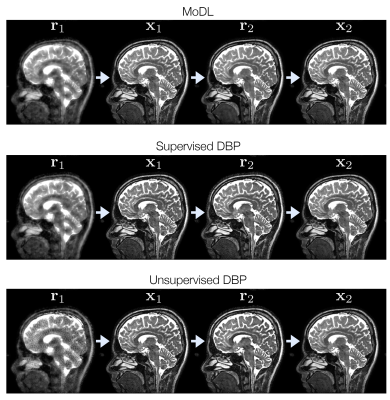 MoDL
r₁ x₁ r₂ x₂
Supervised DBP
r₁ x₁ r₂ x₂
Unsupervised DBP
r₁ x₁ r₂ x₂